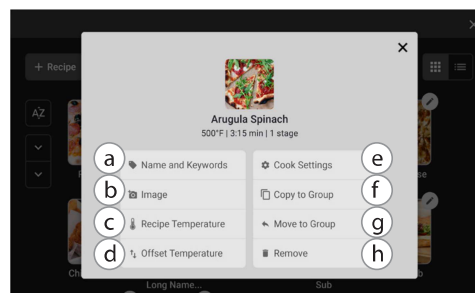 + Recipe
AZ
Arugula Spinach
500°F | 3:15 min | 1 stage
a Name and Keywords
e Cook Settings
b Image
f Copy to Group
c Recipe Temperature
g Move to Group
d Offset Temperature
h Remove
Long Name...
Sub